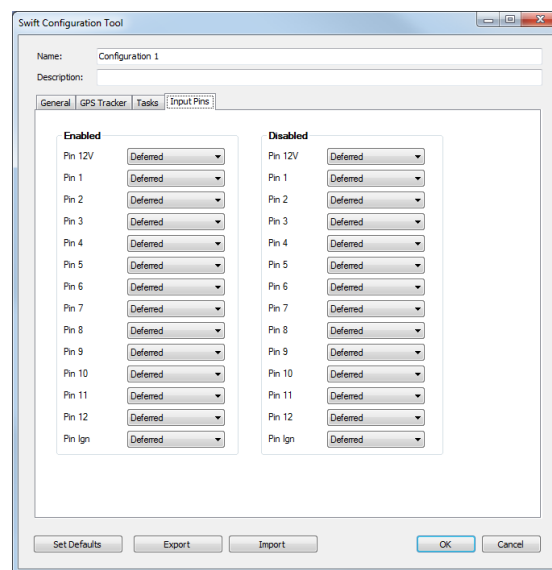 Swift Configuration Tool
Name: Configuration 1
Description:
General GPS Tracker Tasks Input Pins
Enabled Disabled
Pin 12V Deferred Pin 12V Deferred
Pin 1 Deferred Pin 1 Deferred
Pin 2 Deferred Pin 2 Deferred
Pin 3 Deferred Pin 3 Deferred
Pin 4 Deferred Pin 4 Deferred
Pin 5 Deferred Pin 5 Deferred
Pin 6 Deferred Pin 6 Deferred
Pin 7 Deferred Pin 7 Deferred
Pin 8 Deferred Pin 8 Deferred
Pin 9 Deferred Pin 9 Deferred
Pin 10 Deferred Pin 10 Deferred
Pin 11 Deferred Pin 11 Deferred
Pin 12 Deferred Pin 12 Deferred
Pin Ign Deferred Pin Ign Deferred
Set Defaults Export Import OK Cancel